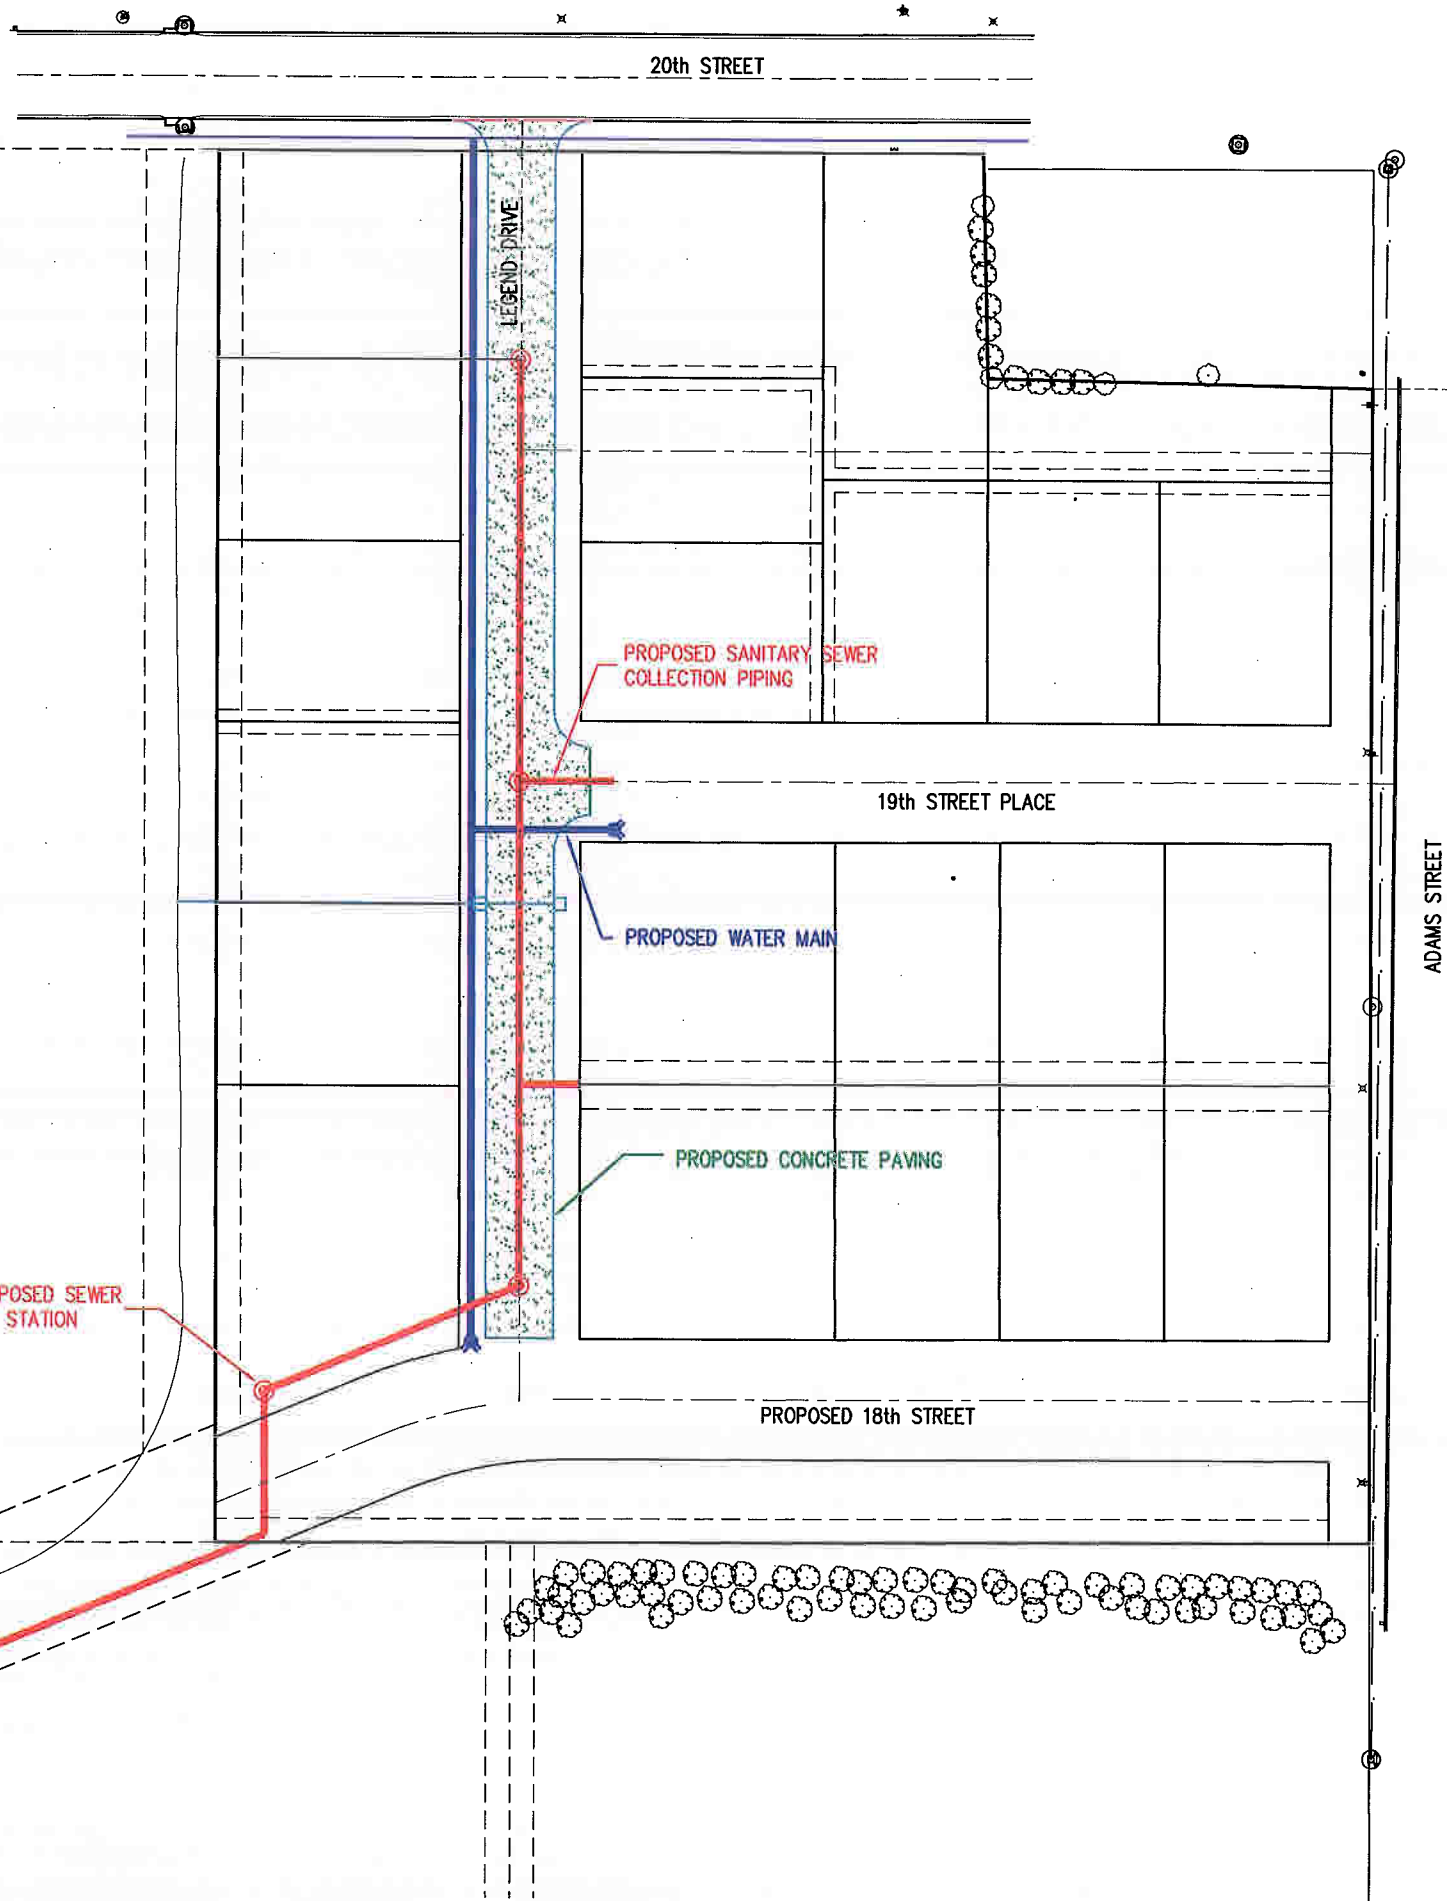 20th STREET
LEGEND DRIVE
PROPOSED SANITARY SEWER
COLLECTION PIPING
19th STREET PLACE
ADAMS STREET
PROPOSED WATER MAIN
PROPOSED CONCRETE PAVING
POSED SEWER
STATION
PROPOSED 18th STREET